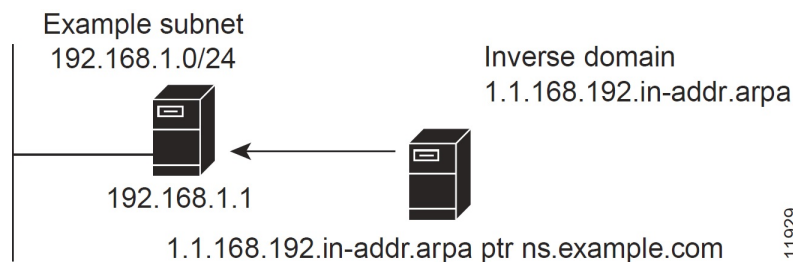 Example subnet
192.168.1.0/24
Inverse domain
1.1.168.192.in-addr.arpa
192.168.1.1
1.1.168.192.in-addr.arpa ptr ns.example.com
11929